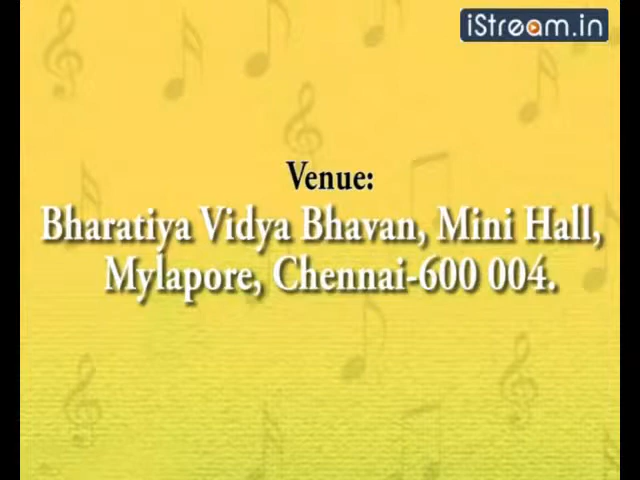 iStream.in
Venue:
Bharatiya Vidya Bhavan, Mini Hall,
Mylapore, Chennai-600 004.